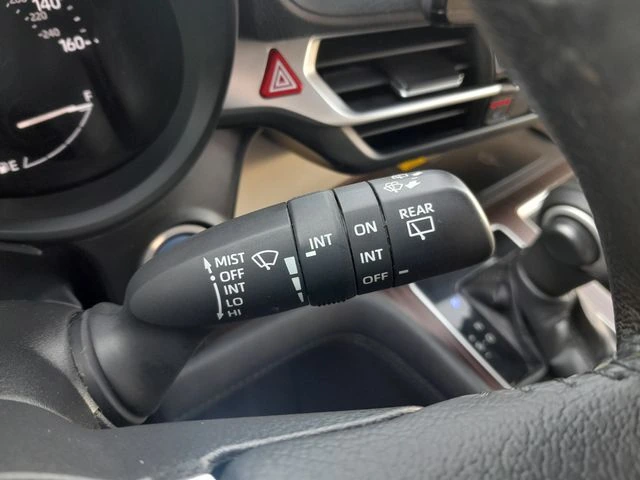 140
220
160
240
F
E
MIST
OFF
INT
LO
HI
INT
ON
INT
OFF
REAR